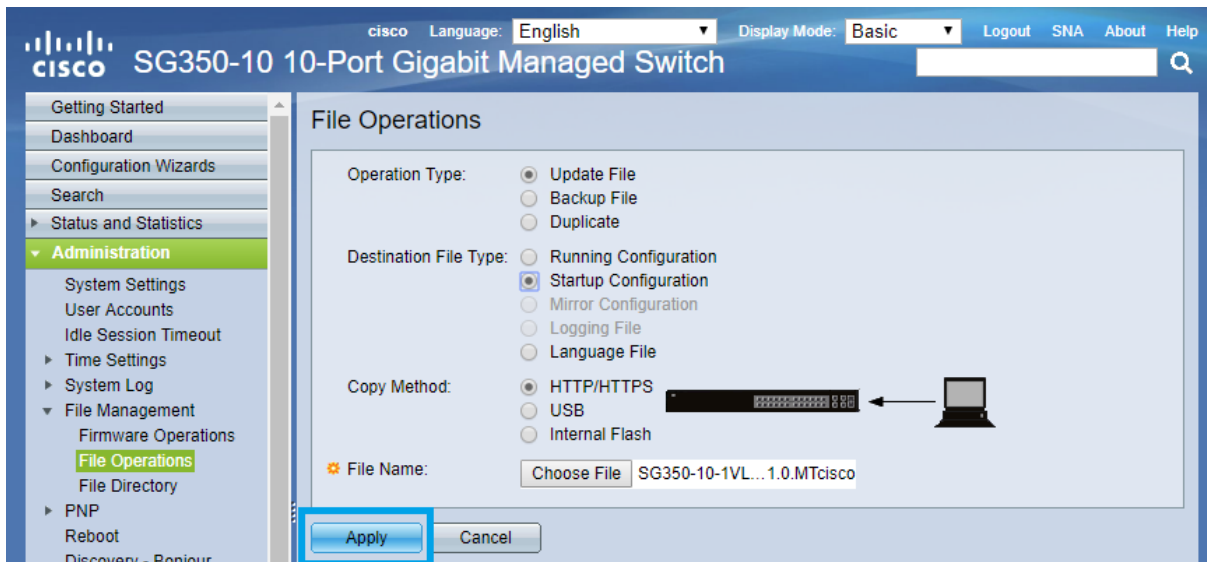 cisco Language: English Display Mode: Basic Logout SNA About Help
CISCO SG350-10 10-Port Gigabit Managed Switch
Getting Started
Dashboard
Configuration Wizards
Search
Status and Statistics
Administration
System Settings
User Accounts
Idle Session Timeout
Time Settings
System Log
File Management
Firmware Operations
File Operations
File Directory
PNP
Reboot
Discovery - Bonjour
File Operations
Operation Type: Update File
Backup File
Duplicate
Destination File Type: Running Configuration
Startup Configuration
Mirror Configuration
Logging File
Language File
Copy Method: HTTP/HTTPS
USB
Internal Flash
File Name: Choose File SG350-10-1VL...1.0.MTcisco
Apply Cancel